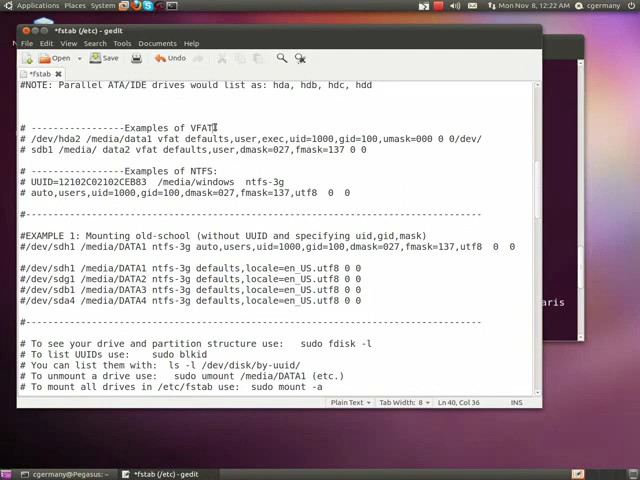 Applications Places System
Mon Nov 8, 12:22 AM cgermany
*fstab (/etc) - gedit
File Edit View Search Tools Documents Help
Open Save Undo
*fstab
#NOTE: Parallel ATA/IDE drives would list as: hda, hdb, hdc, hdd
# -----------------Examples of VFAT
# /dev/hda2 /media/data1 vfat defaults,user,exec,uid=1000,gid=100,umask=000 0 0/dev/
# sdb1 /media/ data2 vfat defaults,user,dmask=027,fmask=137 0 0
# -----------------Examples of NTFS:
# UUID=12102C02102CEB83  /media/windows  ntfs-3g
# auto,users,uid=1000,gid=100,dmask=027,fmask=137,utf8  0  0
#---------------------------------------------------------------
#EXAMPLE 1: Mounting old-school (without UUID and specifying uid,gid,mask)
#/dev/sdh1 /media/DATA1 ntfs-3g auto,users,uid=1000,gid=100,dmask=027,fmask=137,utf8  0  0
#/dev/sdh1 /media/DATA1 ntfs-3g defaults,locale=en_US.utf8 0 0
#/dev/sdg1 /media/DATA2 ntfs-3g defaults,locale=en_US.utf8 0 0
#/dev/sdb1 /media/DATA3 ntfs-3g defaults,locale=en_US.utf8 0 0
#/dev/sda4 /media/DATA4 ntfs-3g defaults,locale=en_US.utf8 0 0
aris
#---------------------------------------------------------------
# To see your drive and partition structure use:   sudo fdisk -l
# To list UUIDs use:    sudo blkid
# You can list them with:   ls -l /dev/disk/by-uuid/
# To unmount a drive use:   sudo umount /media/DATA1 (etc.)
# To mount all drives in /etc/fstab use:  sudo mount -a
Plain Text Tab Width: 8 Ln 40, Col 36 INS
cgermany@Pegasus: ~ *fstab (/etc) - gedit